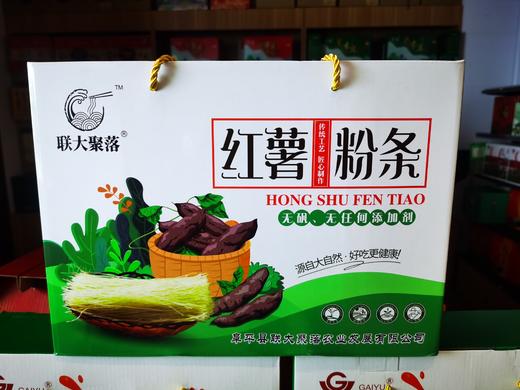 TM
联大聚落®
红薯粉条
传统工艺 匠心制作
HONG SHU FEN TIAO
无矾、无任何添加剂
源自大自然·好吃更健康!
阜平县联大聚落农业发展有限公司
GAIYU
GAIYU